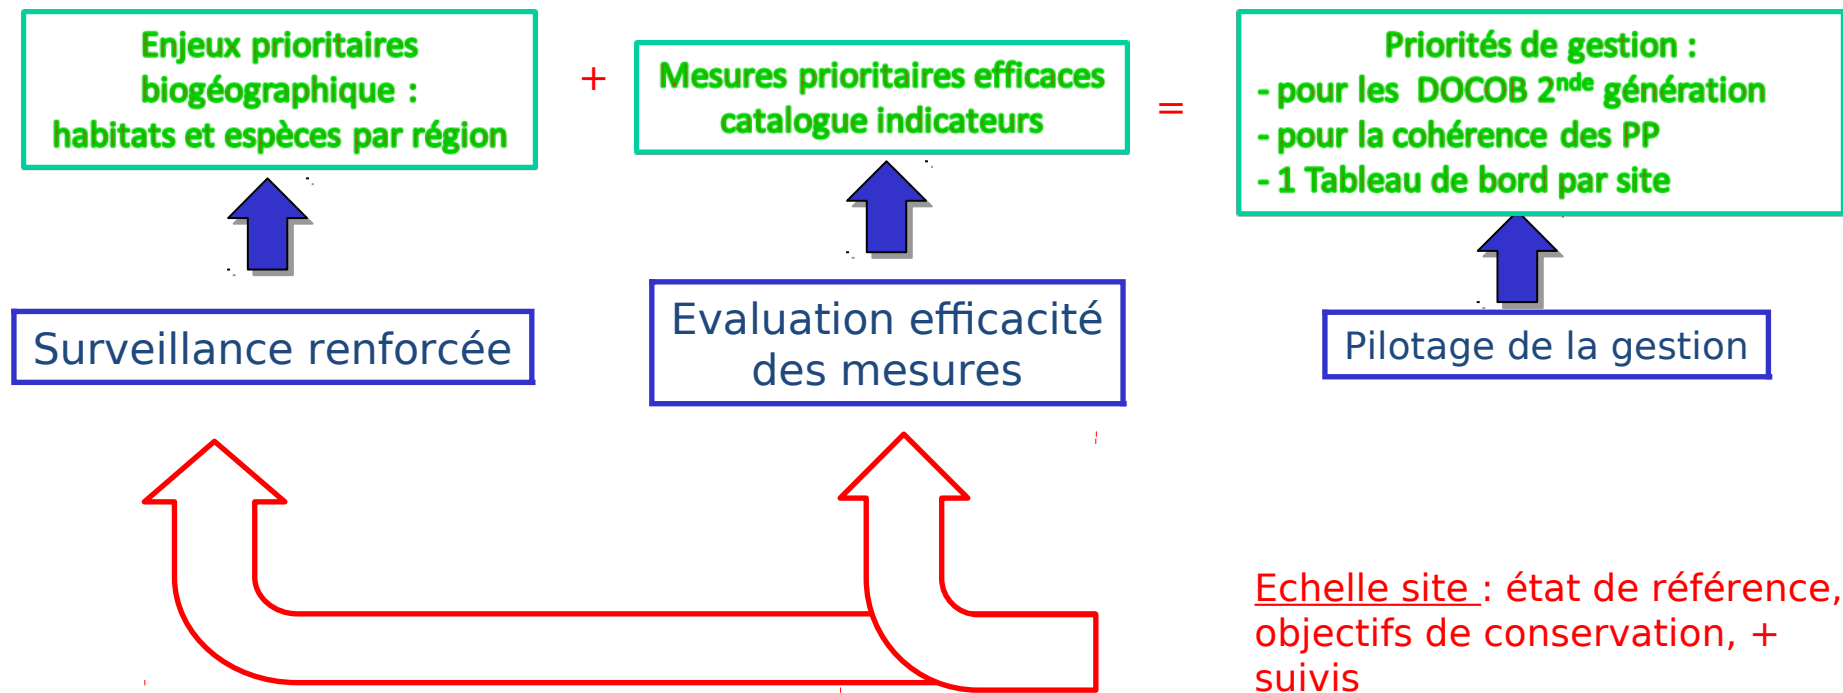 Enjeux prioritaires
biogéographique :
habitats et espèces par région
+
Mesures prioritaires efficaces
catalogue indicateurs
=
Priorités de gestion :
- pour les DOCOB 2nde génération
- pour la cohérence des PP
- 1 Tableau de bord par site
Surveillance renforcée
Evaluation efficacité
des mesures
Pilotage de la gestion
Echelle site : état de référence,
objectifs de conservation, +
suivis